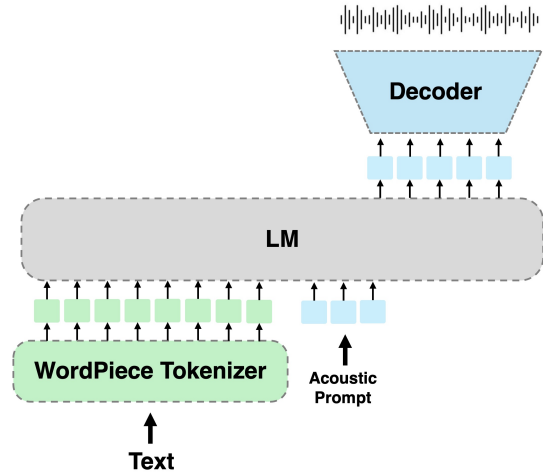 Decoder
LM
WordPiece Tokenizer
Acoustic
Prompt
Text